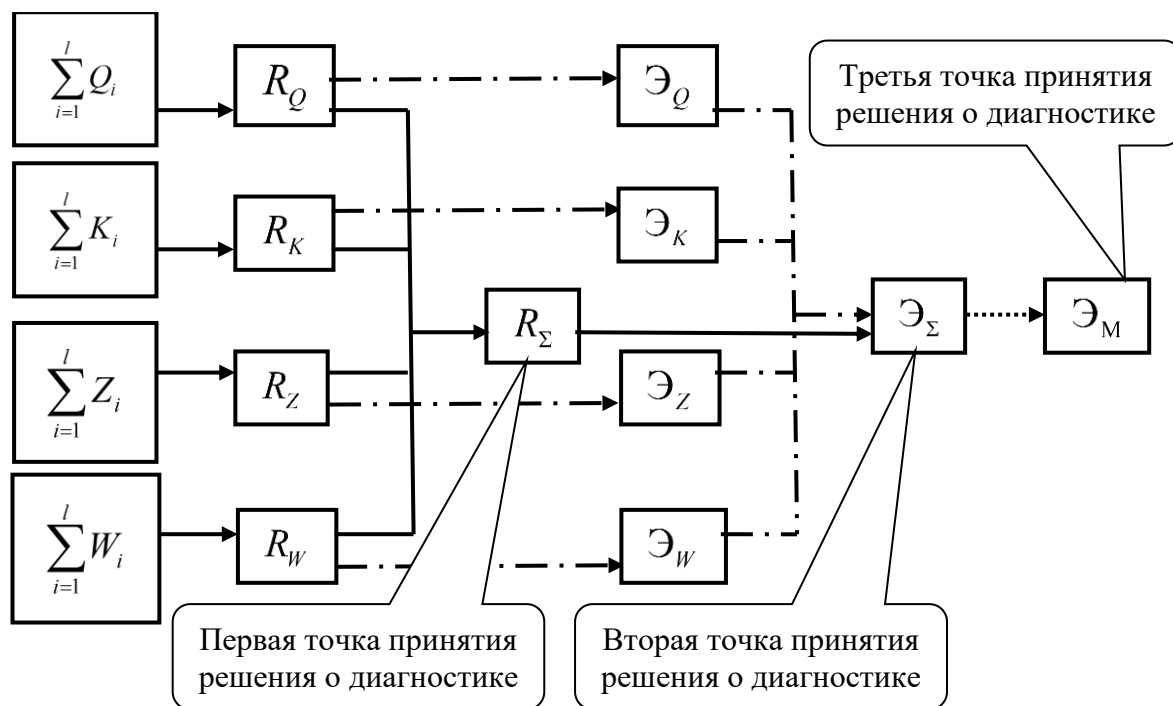 ∑_{i=1}^{l} Q_i
R_Q
Э_Q
Третья точка принятия
решения о диагностике
∑_{i=1}^{l} K_i
R_K
Э_K
R_Σ
Э_Σ
Э_М
∑_{i=1}^{l} Z_i
R_Z
Э_Z
∑_{i=1}^{l} W_i
R_W
Э_W
Первая точка принятия
решения о диагностике
Вторая точка принятия
решения о диагностике